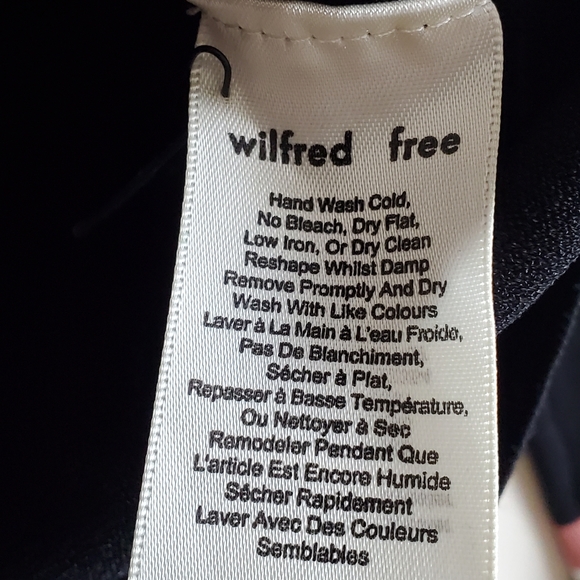 wilfred free
Hand Wash Cold,
No Bleach, Dry Flat,
Low Iron, Or Dry Clean
Reshape Whilst Damp
Remove Promptly And Dry
Wash With Like Colours
Laver à La Main à L'eau Froide,
Pas De Blanchiment,
Sécher à Plat,
Repasser à Basse Température,
Ou Nettoyer à Sec
Remodeler Pendant Que
L'article Est Encore Humide
Sécher Rapidement
Laver Avec Des Couleurs
Semblables